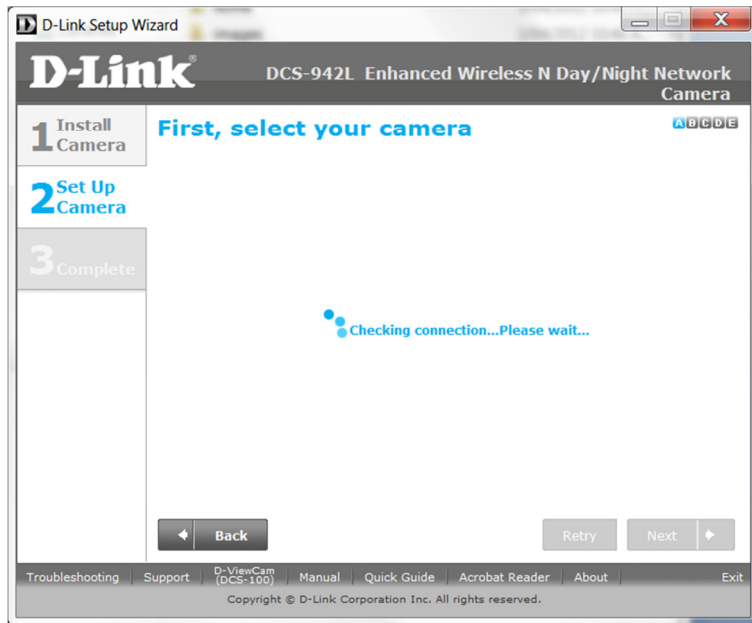 D-Link Setup Wizard
D-Link®
DCS-942L Enhanced Wireless N Day/Night Network
Camera
1 Install
Camera
2 Set Up
Camera
3 Complete
First, select your camera
A B C D E
Checking connection...Please wait...
Back
Retry
Next
Troubleshooting
Support
D-ViewCam
(DCS-100)
Manual
Quick Guide
Acrobat Reader
About
Exit
Copyright © D-Link Corporation Inc. All rights reserved.